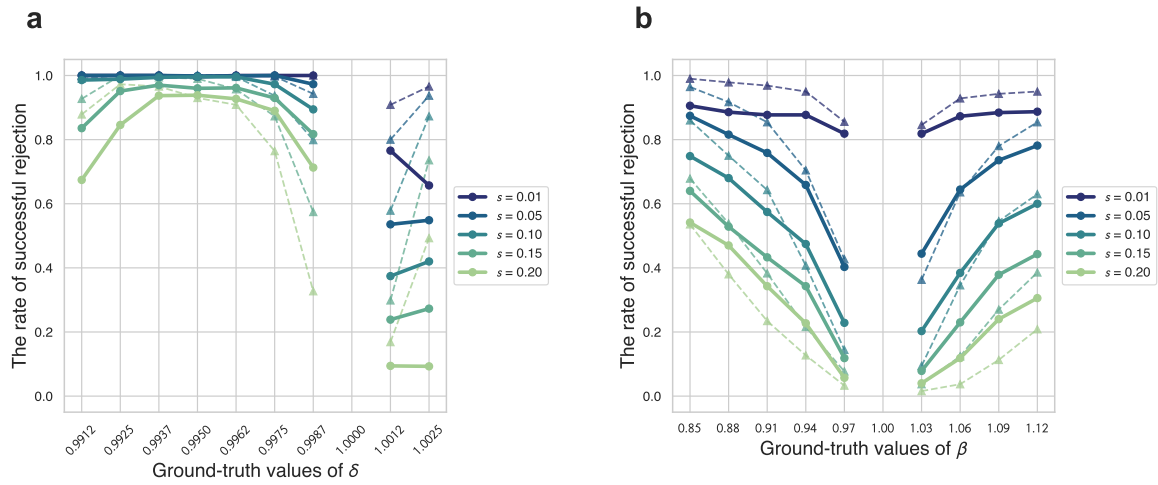 a
The rate of successful rejection
1.0
0.8
0.6
0.4
0.2
0.0
0.9912
0.9925
0.9937
0.9950
0.9962
0.9975
0.9987
1.0000
1.0012
1.0025
Ground-truth values of δ
s = 0.01
s = 0.05
s = 0.10
s = 0.15
s = 0.20
b
The rate of successful rejection
1.0
0.8
0.6
0.4
0.2
0.0
0.85
0.88
0.91
0.94
0.97
1.00
1.03
1.06
1.09
1.12
Ground-truth values of β
s = 0.01
s = 0.05
s = 0.10
s = 0.15
s = 0.20